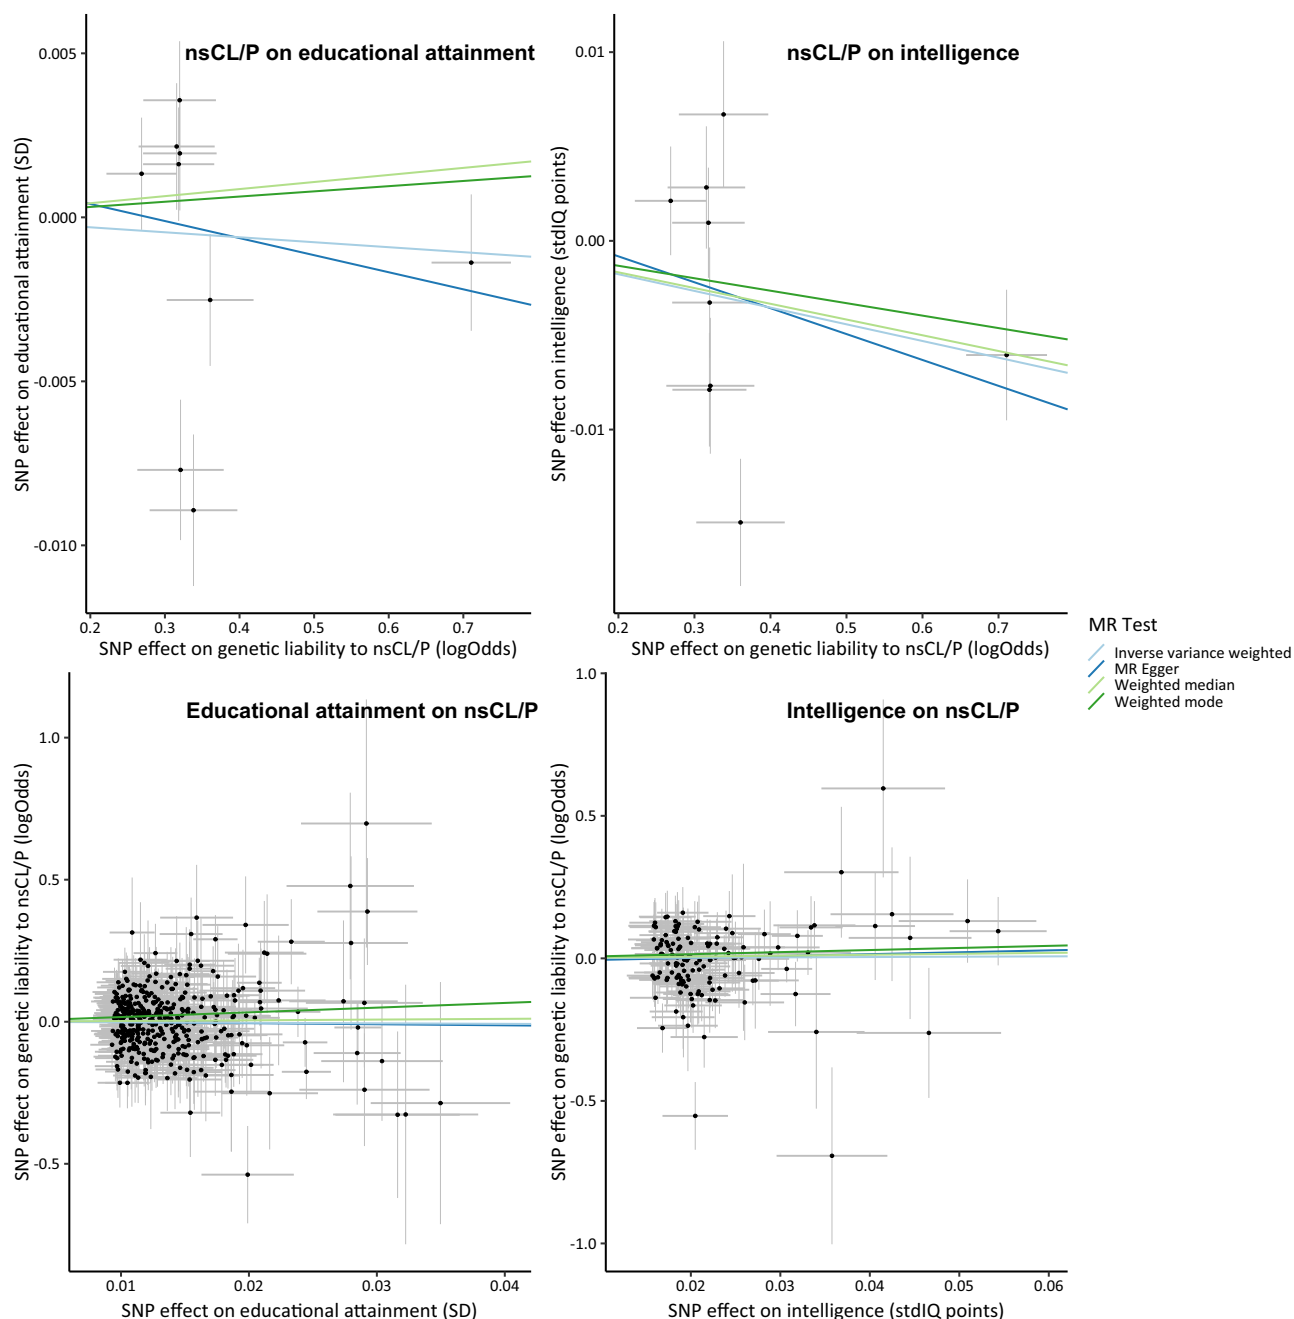 nsCL/P on educational attainment
0.005
0.000
-0.005
-0.010
SNP effect on educational attainment (SD)
0.2 0.3 0.4 0.5 0.6 0.7
SNP effect on genetic liability to nsCL/P (logOdds)
nsCL/P on intelligence
0.01
0.00
-0.01
SNP effect on intelligence (stdIQ points)
0.2 0.3 0.4 0.5 0.6 0.7
SNP effect on genetic liability to nsCL/P (logOdds)
MR Test
Inverse variance weighted
MR Egger
Weighted median
Weighted mode
Educational attainment on nsCL/P
1.0
0.5
0.0
-0.5
SNP effect on genetic liability to nsCL/P (logOdds)
0.01 0.02 0.03 0.04
SNP effect on educational attainment (SD)
Intelligence on nsCL/P
1.0
0.5
0.0
-0.5
-1.0
SNP effect on genetic liability to nsCL/P (logOdds)
0.02 0.03 0.04 0.05 0.06
SNP effect on intelligence (stdIQ points)